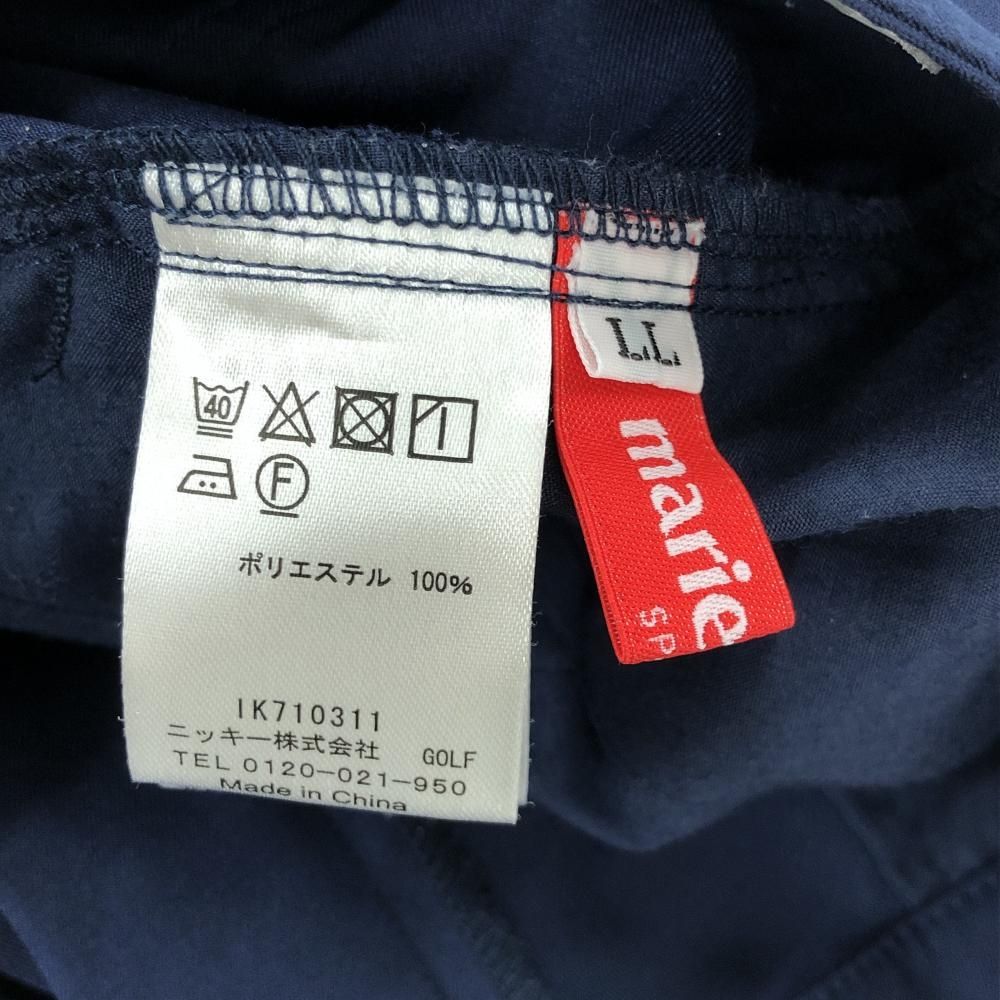 40
F
ポリエステル 100%
IK710311
ニッキー株式会社 GOLF
TEL 0120-021-950
Made in China
LL
marie
SP